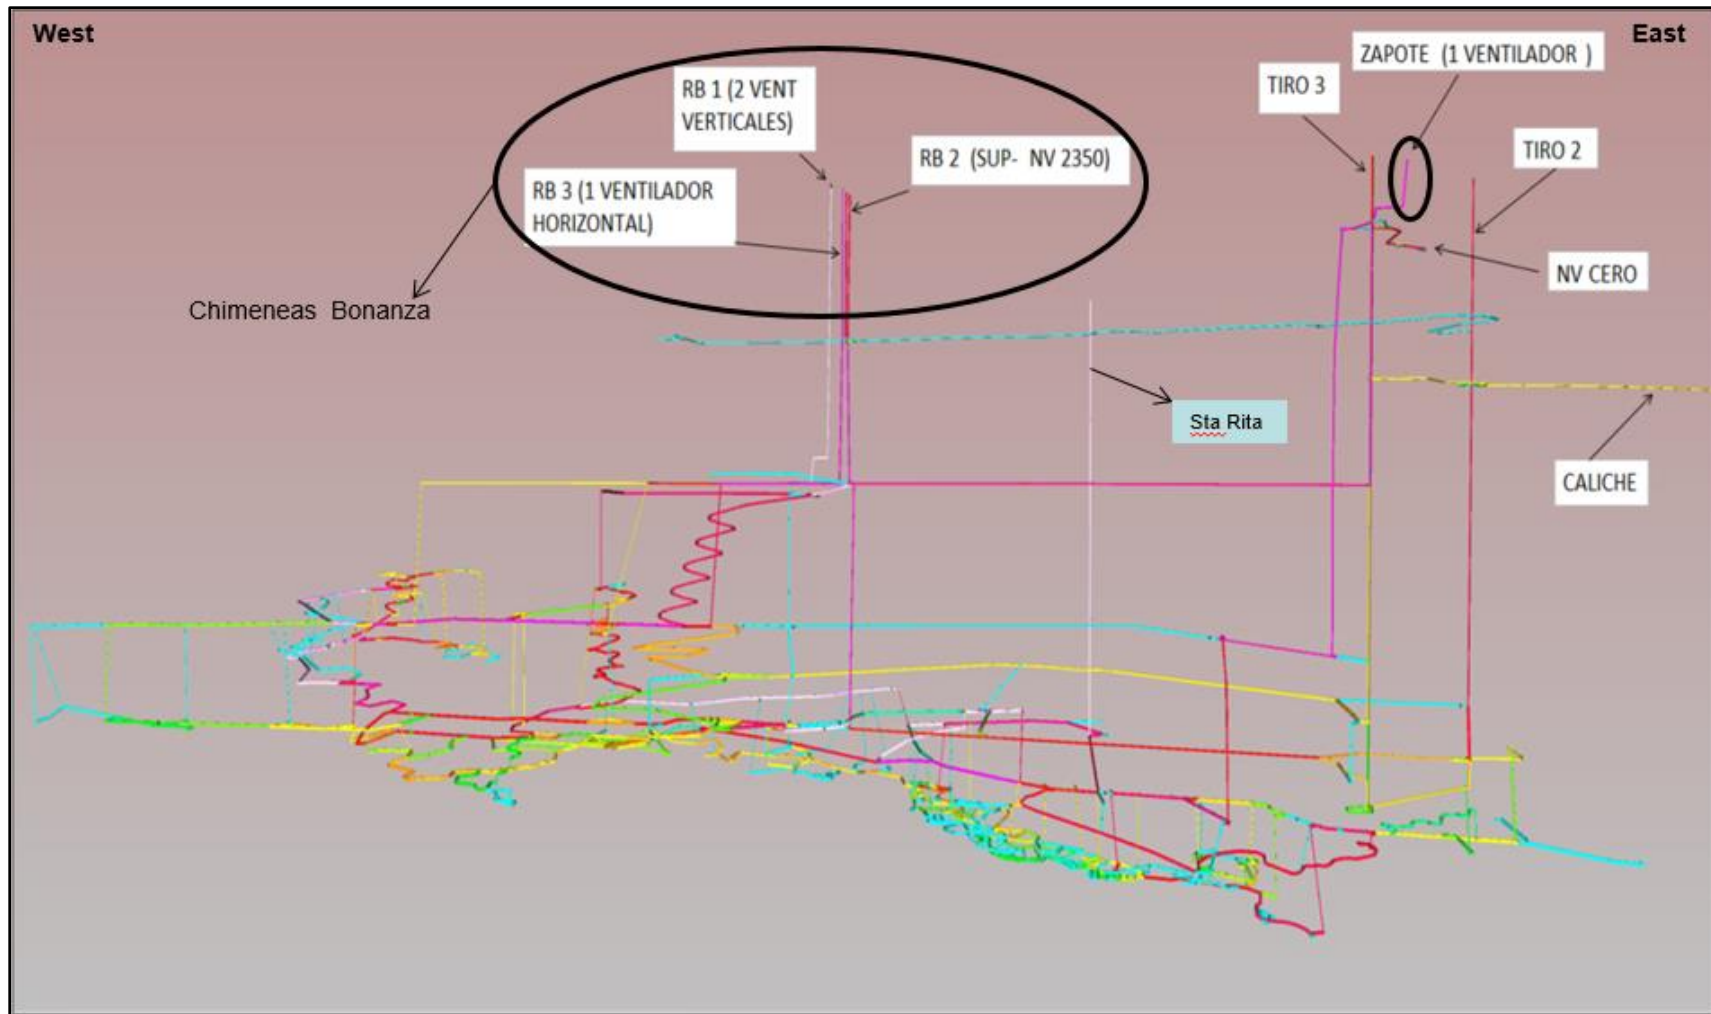 West
East
ZAPOTE (1 VENTILADOR )
RB 1 (2 VENT
VERTICALES)
TIRO 3
RB 2 (SUP- NV 2350)
TIRO 2
RB 3 (1 VENTILADOR
HORIZONTAL)
NV CERO
Chimeneas Bonanza
Sta Rita
CALICHE